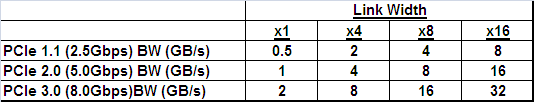 Link Width
x1 x4 x8 x16
PCIe 1.1 (2.5Gbps) BW (GB/s) 0.5 2 4 8
PCIe 2.0 (5.0Gbps) BW (GB/s) 1 4 8 16
PCIe 3.0 (8.0Gbps)BW (GB/s) 2 8 16 32